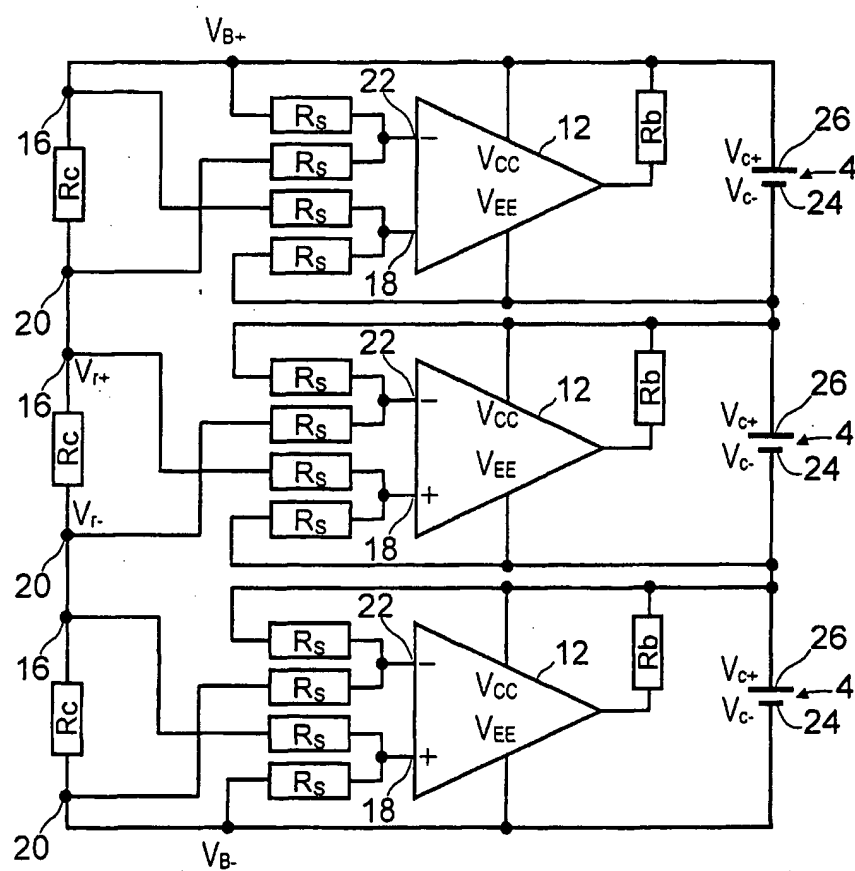 VB+
22
16
RS
RS
RS
RS
−
12
Rb
VCC
VEE
26
VC+
4
VC-
24
RC
20
18
22
16
Vr+
RS
RS
RS
RS
−
+
12
Rb
VCC
VEE
26
VC+
4
VC-
24
RC
Vr-
20
18
22
16
RS
RS
RS
RS
−
+
12
Rb
VCC
VEE
26
VC+
4
VC-
24
RC
20
18
VB-